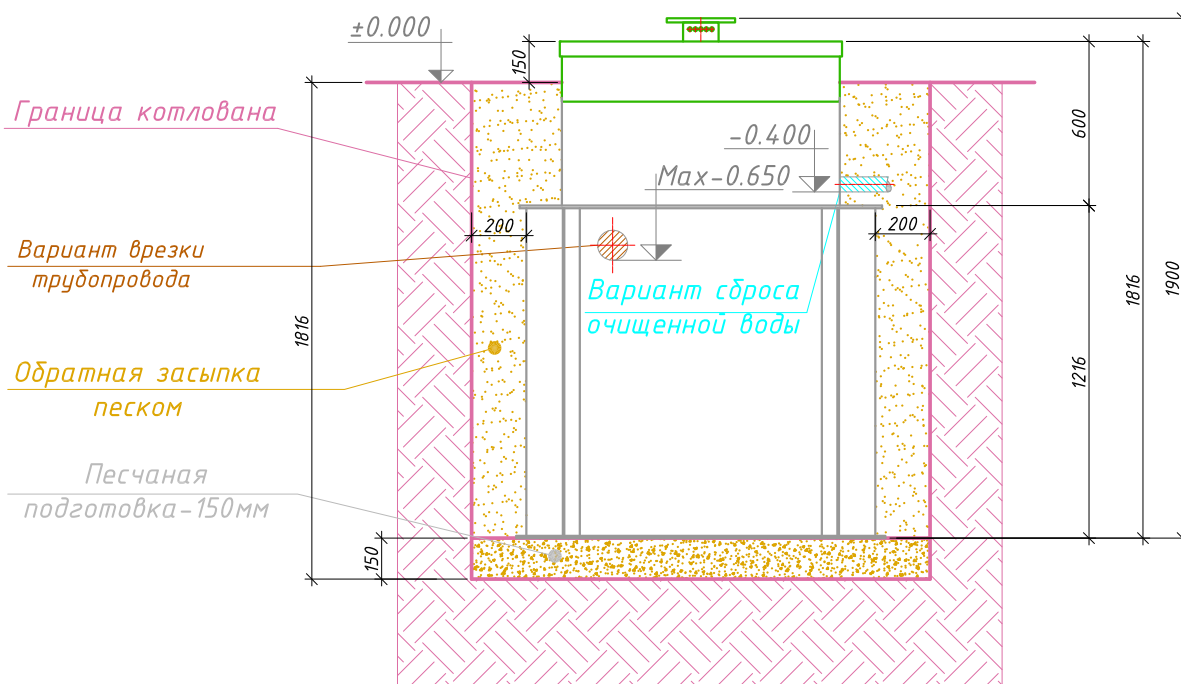 ±0.000
150
Граница котлована
600
-0.400
Max-0.650
200
200
Вариант врезки
трубопровода
Вариант сброса
очищенной воды
1816
1816
1900
Обратная засыпка
песком
1216
Песчаная
подготовка-150мм
150